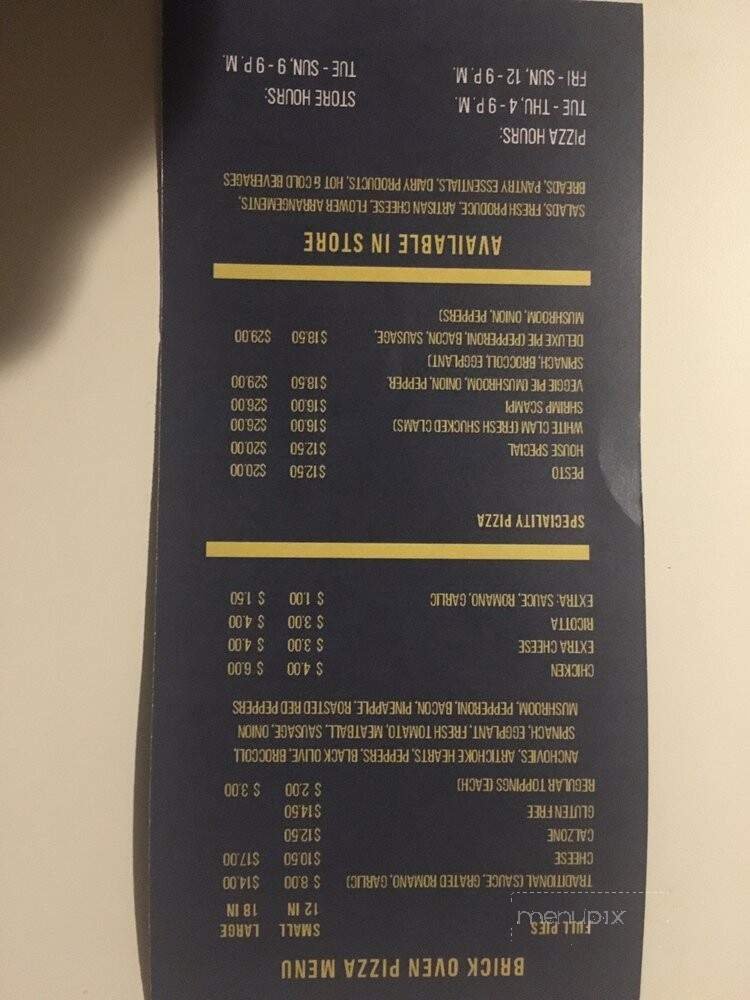 BRICK OVEN PIZZA MENU
FULL PIES SMALL LARGE
12 IN 18 IN
TRADITIONAL (SAUCE, GRATED ROMANO, GARLIC) $ 8.00 $14.00
CHEESE $10.50 $17.00
CALZONE $12.50
GLUTEN FREE $14.50
REGULAR TOPPINGS (EACH) $ 2.00 $ 3.00
ANCHOVIES, ARTICHOKE HEARTS, PEPPERS, BLACK OLIVE, BROCCOLI,
SPINACH, EGGPLANT, FRESH TOMATO, MEATBALL, SAUSAGE, ONION
MUSHROOM, PEPPERONI, BACON, PINEAPPLE, ROASTED RED PEPPERS
CHICKEN $ 4.00 $ 6.00
EXTRA CHEESE $ 3.00 $ 4.00
RICOTTA $ 3.00 $ 4.00
EXTRA: SAUCE, ROMANO, GARLIC $ 1.00 $ 1.50
SPECIALITY PIZZA
PESTO $12.50 $20.00
HOUSE SPECIAL $12.50 $20.00
WHITE CLAM (FRESH SHUCKED CLAMS) $16.00 $26.00
SHRIMP SCAMPI $16.00 $26.00
VEGGIE PIE (MUSHROOM, ONION, PEPPER, $18.50 $29.00
SPINACH, BROCCOLI, EGGPLANT)
DELUXE PIE (PEPPERONI, BACON, SAUSAGE, $18.50 $29.00
MUSHROOM, ONION, PEPPERS)
AVAILABLE IN STORE
SALADS, FRESH PRODUCE, ARTISAN CHEESE, FLOWER ARRANGEMENTS,
BREADS, PANTRY ESSENTIALS, DAIRY PRODUCTS, HOT & COLD BEVERAGES
PIZZA HOURS:
TUE - THU, 4 - 9 P.M.
FRI - SUN, 12 - 9 P.M.
STORE HOURS:
TUE - SUN, 9 - 9 P.M.
menupix